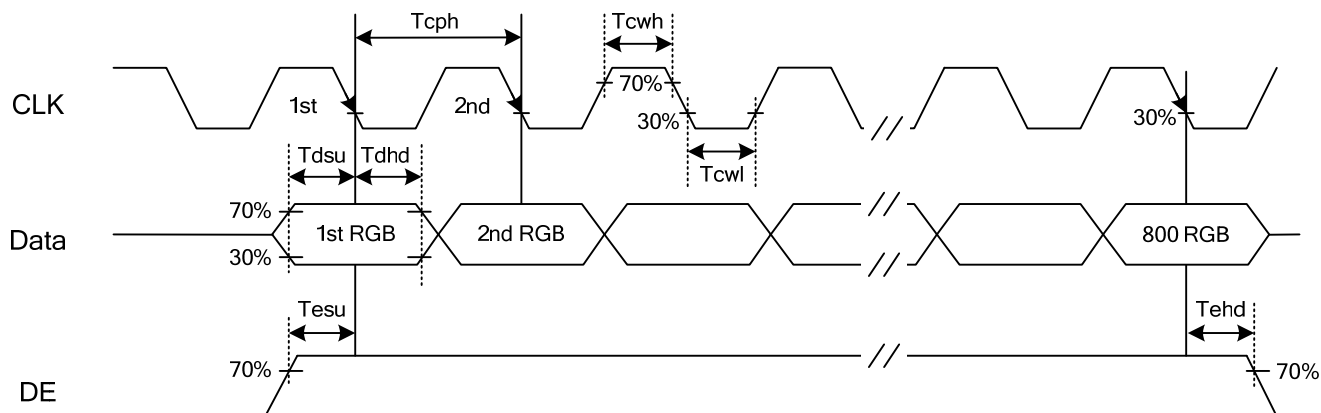 Tcph
Tcwh
CLK
1st
2nd
70%
30%
30%
Tdsu
Tdhd
Tcwl
70%
Data
1st RGB
2nd RGB
800 RGB
30%
Tesu
Tehd
70%
70%
DE